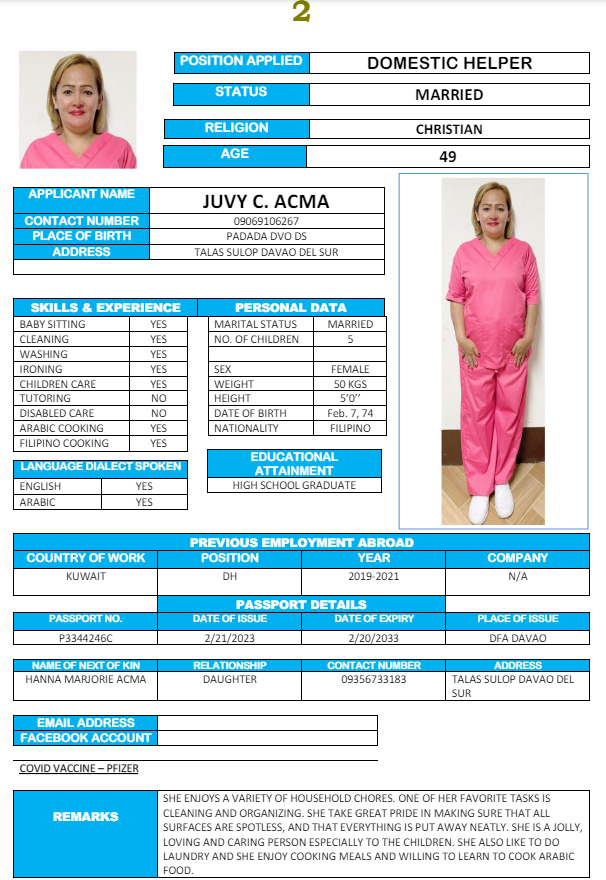 2
POSITION APPLIED DOMESTIC HELPER
STATUS MARRIED
RELIGION CHRISTIAN
AGE 49
APPLICANT NAME JUVY C. ACMA
CONTACT NUMBER 09069106267
PLACE OF BIRTH PADADA DVO DS
ADDRESS TALAS SULOP DAVAO DEL SUR
SKILLS & EXPERIENCE PERSONAL DATA
BABY SITTING YES MARITAL STATUS MARRIED
CLEANING YES NO. OF CHILDREN 5
WASHING YES
IRONING YES SEX FEMALE
CHILDREN CARE YES WEIGHT 50 KGS
TUTORING NO HEIGHT 5’0’’
DISABLED CARE NO DATE OF BIRTH Feb. 7, 74
ARABIC COOKING YES NATIONALITY FILIPINO
FILIPINO COOKING YES
LANGUAGE DIALECT SPOKEN
ENGLISH YES
ARABIC YES
EDUCATIONAL
ATTAINMENT
HIGH SCHOOL GRADUATE
PREVIOUS EMPLOYMENT ABROAD
COUNTRY OF WORK POSITION YEAR COMPANY
KUWAIT DH 2019-2021 N/A
PASSPORT DETAILS
PASSPORT NO. DATE OF ISSUE DATE OF EXPIRY PLACE OF ISSUE
P3344246C 2/21/2023 2/20/2033 DFA DAVAO
NAME OF NEXT OF KIN RELATIONSHIP CONTACT NUMBER ADDRESS
HANNA MARJORIE ACMA DAUGHTER 09356733183 TALAS SULOP DAVAO DEL
SUR
EMAIL ADDRESS
FACEBOOK ACCOUNT
COVID VACCINE – PFIZER
REMARKS
SHE ENJOYS A VARIETY OF HOUSEHOLD CHORES. ONE OF HER FAVORITE TASKS IS
CLEANING AND ORGANIZING. SHE TAKE GREAT PRIDE IN MAKING SURE THAT ALL
SURFACES ARE SPOTLESS, AND THAT EVERYTHING IS PUT AWAY NEATLY. SHE IS A JOLLY,
LOVING AND CARING PERSON ESPECIALLY TO THE CHILDREN. SHE ALSO LIKE TO DO
LAUNDRY AND SHE ENJOY COOKING MEALS AND WILLING TO LEARN TO COOK ARABIC
FOOD.